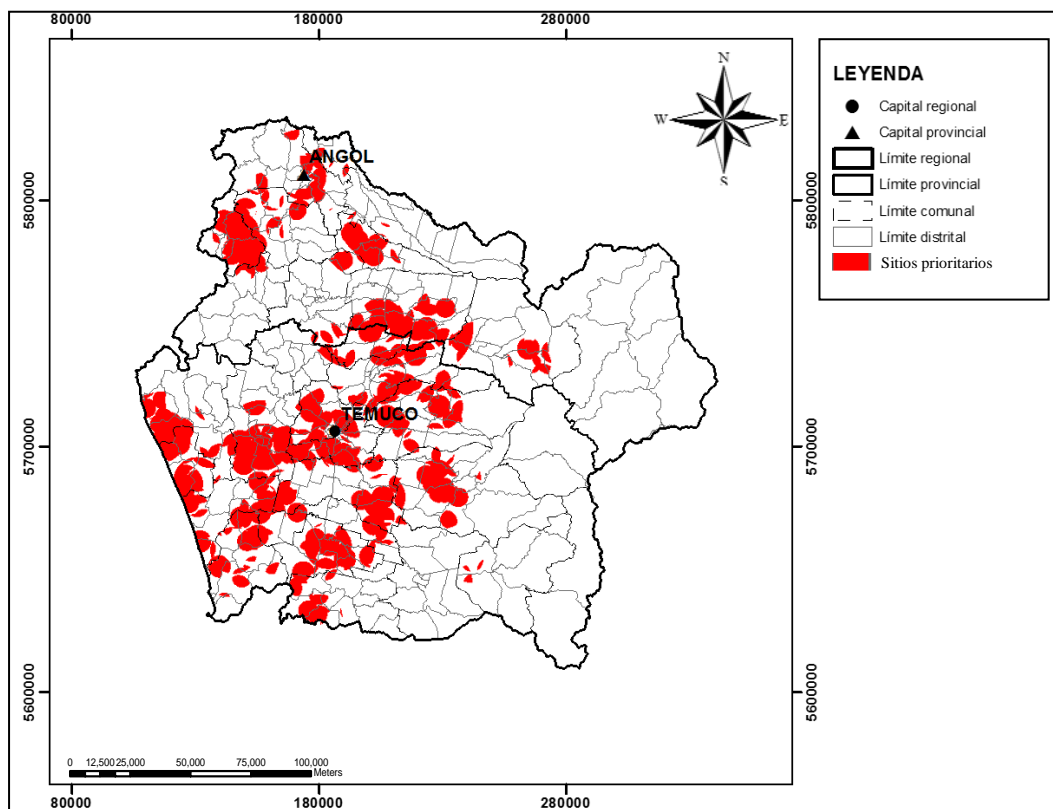 80000 180000 280000
N
W E
S
LEYENDA
Capital regional
Capital provincial
Límite regional
Límite provincial
Límite comunal
Límite distrital
Sitios prioritarios
ANGOL
5800000 5800000
TEMUCO
5700000 5700000
5600000 5600000
0 12,500 25,000 50,000 75,000 100,000
Meters
80000 180000 280000